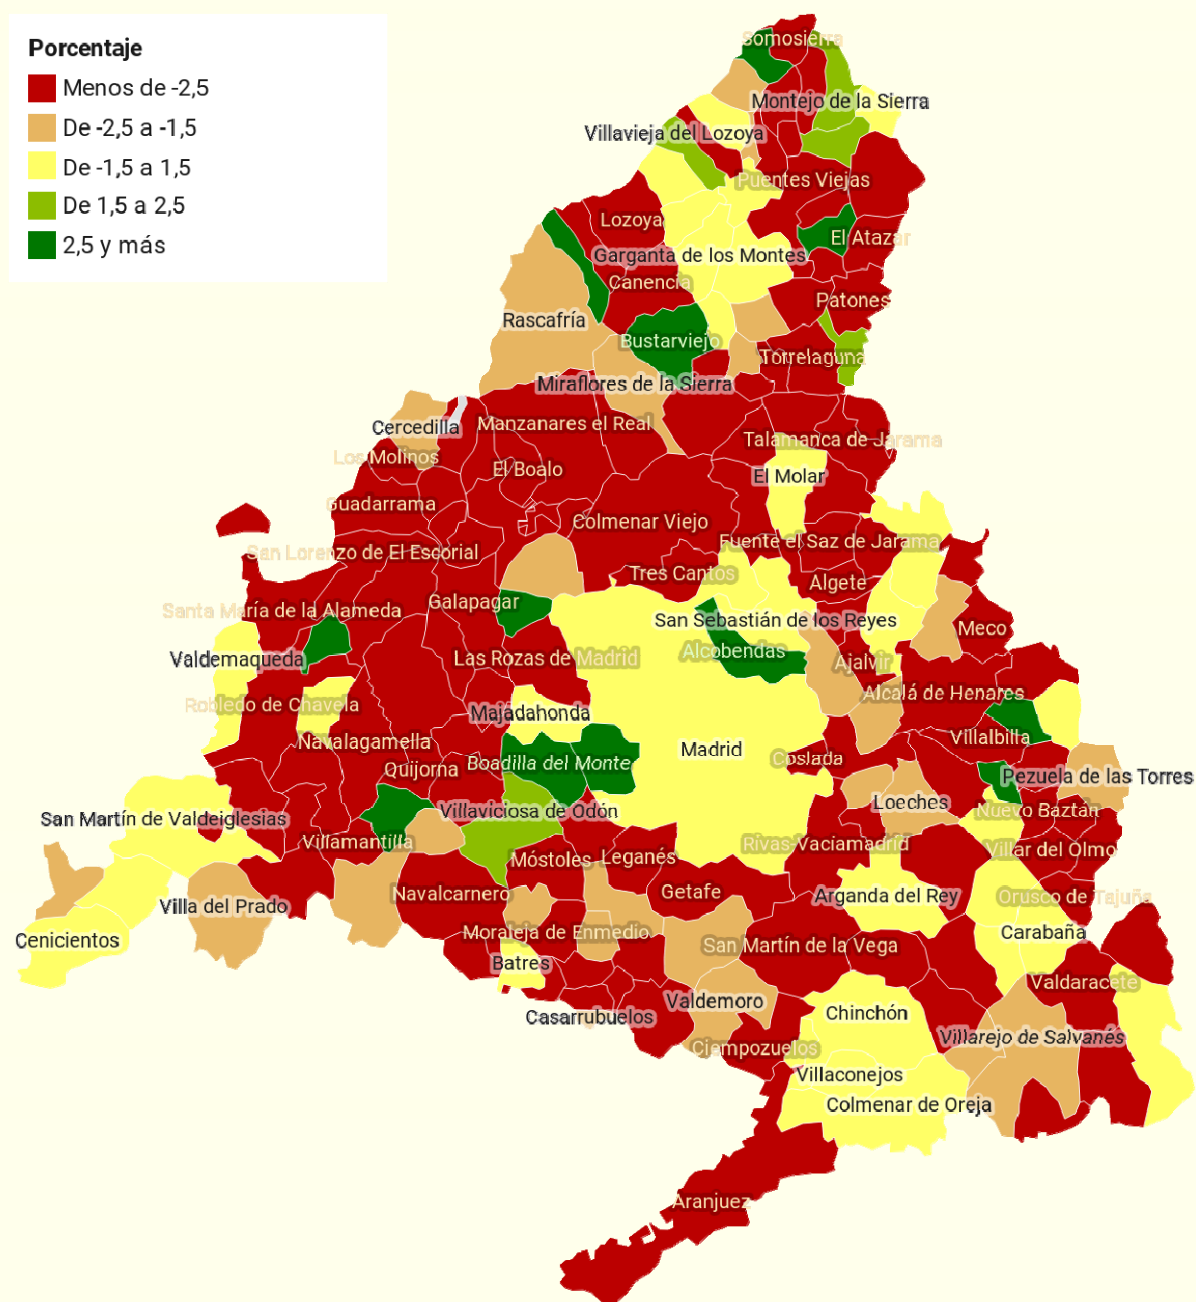 Porcentaje
Menos de -2,5
De -2,5 a -1,5
De -1,5 a 1,5
De 1,5 a 2,5
2,5 y más
Somosierra
Montejo de la Sierra
Villavieja del Lozoya
Puentes Viejas
Lozoya
El Atazar
Garganta de los Montes
Canencia
Patones
Rascafría
Bustarviejo
Torrelaguna
Miraflores de la Sierra
Cercedilla
Manzanares el Real
Talamanca de Jarama
Los Molinos
El Boalo
El Molar
Guadarrama
Colmenar Viejo
Fuente el Saz de Jarama
San Lorenzo de El Escorial
Tres Cantos
Algete
Galapagar
Santa María de la Alameda
San Sebastián de los Reyes
Meco
Valdemaqueda
Las Rozas de Madrid
Alcobendas
Ajalvir
Robledo de Chavela
Alcalá de Henares
Majadahonda
Navalagamella
Villalbilla
Madrid
Coslada
Quijorna
Boadilla del Monte
Pezuela de las Torres
Loeches
San Martín de Valdeiglesias
Villaviciosa de Odón
Nuevo Baztán
Villamantilla
Rivas-Vaciamadrid
Villar del Olmo
Móstoles
Leganés
Navalcarnero
Getafe
Arganda del Rey
Orusco de Tajuña
Villa del Prado
Moraleja de Enmedio
Carabaña
Cenicientos
San Martín de la Vega
Batres
Valdaracete
Valdemoro
Casarrubuelos
Chinchón
Villarejo de Salvanés
Ciempozuelos
Villaconejos
Colmenar de Oreja
Aranjuez